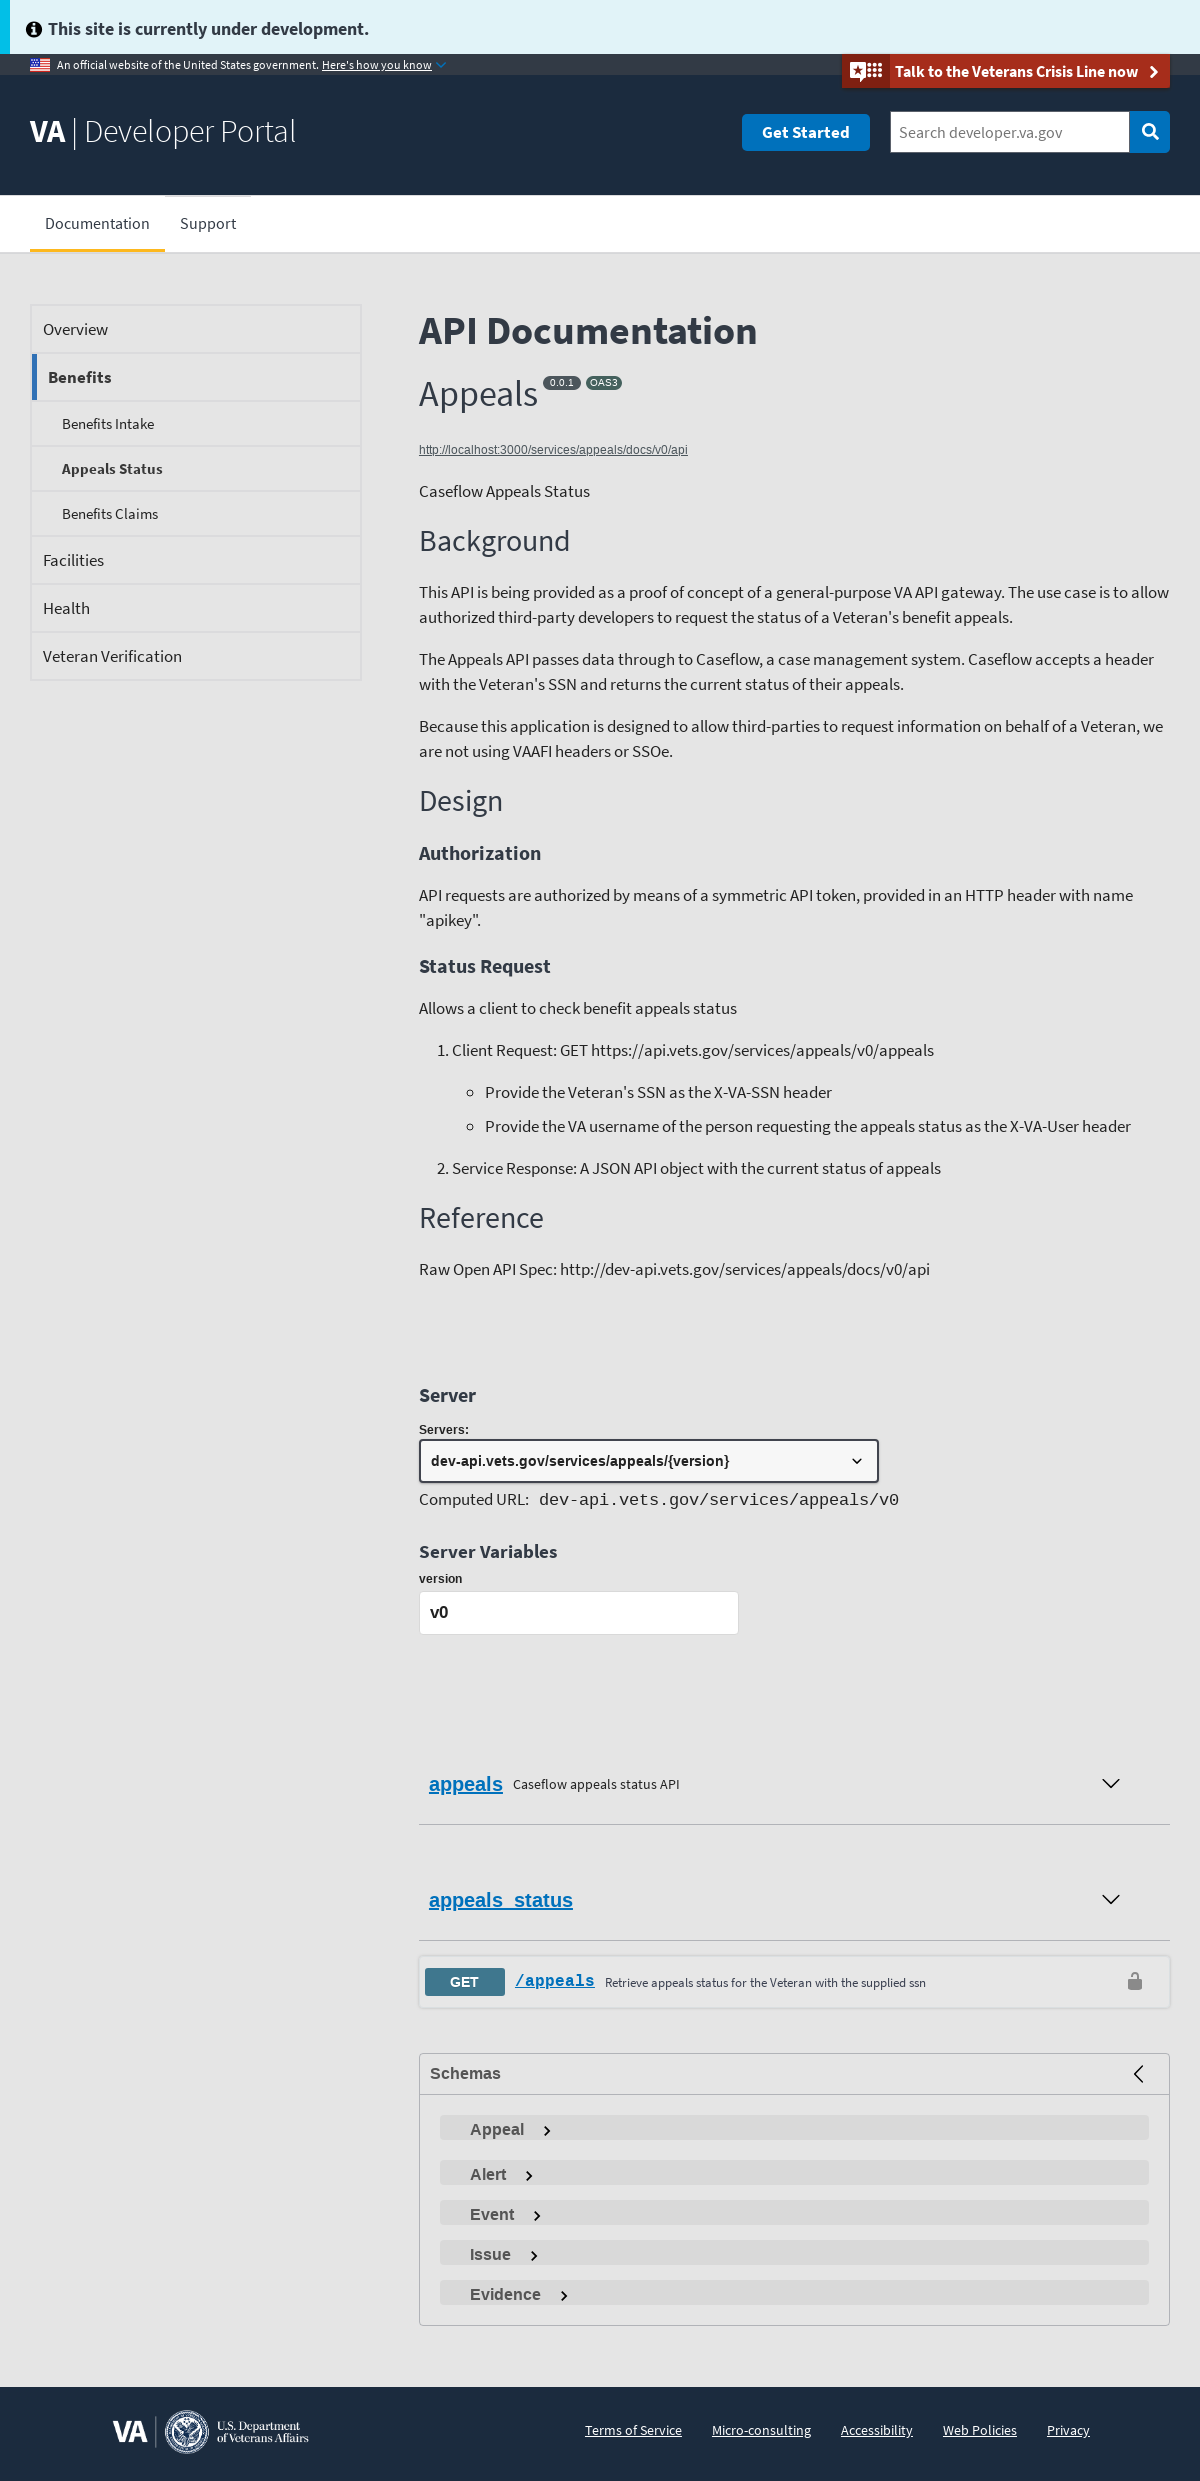 This site is currently under development.
An official website of the United States government. Here's how you know
Talk to the Veterans Crisis Line now
VA | Developer Portal
Get Started
Search developer.va.gov
Documentation
Support
Overview
Benefits
Benefits Intake
Appeals Status
Benefits Claims
Facilities
Health
Veteran Verification
API Documentation
Appeals 0.0.1 OAS3
http://localhost:3000/services/appeals/docs/v0/api
Caseflow Appeals Status
Background
This API is being provided as a proof of concept of a general-purpose VA API gateway. The use case is to allow
authorized third-party developers to request the status of a Veteran's benefit appeals.
The Appeals API passes data through to Caseflow, a case management system. Caseflow accepts a header
with the Veteran's SSN and returns the current status of their appeals.
Because this application is designed to allow third-parties to request information on behalf of a Veteran, we
are not using VAAFI headers or SSOe.
Design
Authorization
API requests are authorized by means of a symmetric API token, provided in an HTTP header with name
"apikey".
Status Request
Allows a client to check benefit appeals status
1. Client Request: GET https://api.vets.gov/services/appeals/v0/appeals
Provide the Veteran's SSN as the X-VA-SSN header
Provide the VA username of the person requesting the appeals status as the X-VA-User header
2. Service Response: A JSON API object with the current status of appeals
Reference
Raw Open API Spec: http://dev-api.vets.gov/services/appeals/docs/v0/api
Server
Servers:
dev-api.vets.gov/services/appeals/{version}
Computed URL: dev-api.vets.gov/services/appeals/v0
Server Variables
version
v0
appeals Caseflow appeals status API
appeals_status
GET /appeals Retrieve appeals status for the Veteran with the supplied ssn
Schemas
Appeal
Alert
Event
Issue
Evidence
VA
U.S. Department
of Veterans Affairs
Terms of Service
Micro-consulting
Accessibility
Web Policies
Privacy